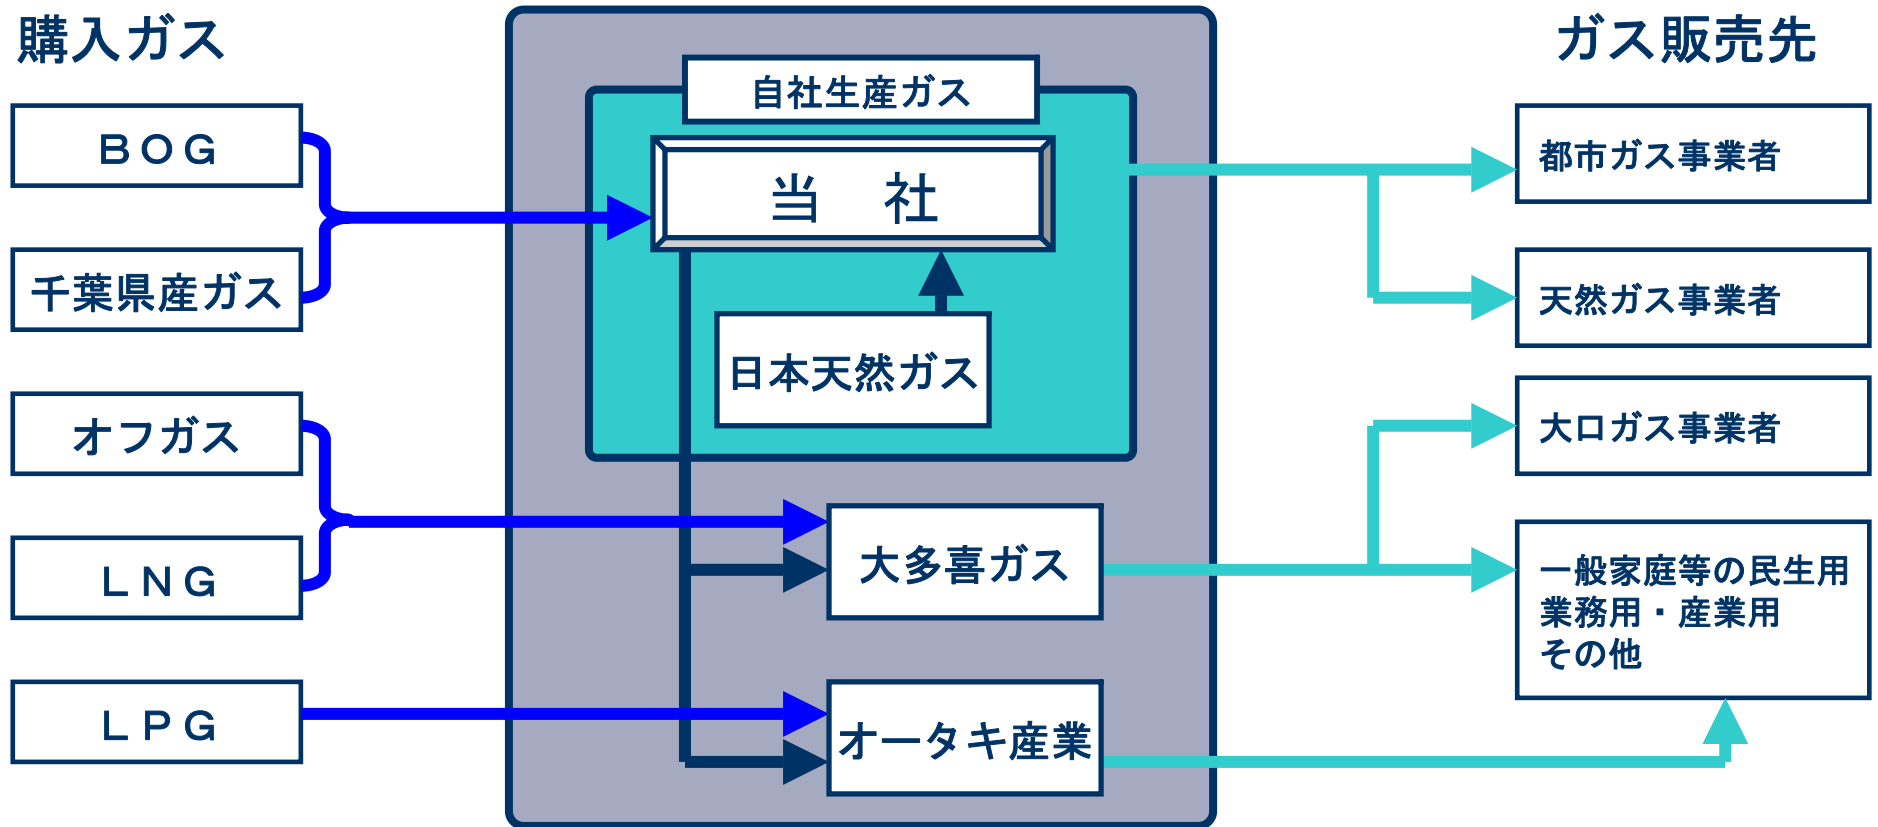 購入ガス
ＢＯＧ
千葉県産ガス
オフガス
ＬＮＧ
ＬＰＧ
自社生産ガス
当　社
日本天然ガス
大多喜ガス
オータキ産業
ガス販売先
都市ガス事業者
天然ガス事業者
大口ガス事業者
一般家庭等の民生用
業務用・産業用
その他